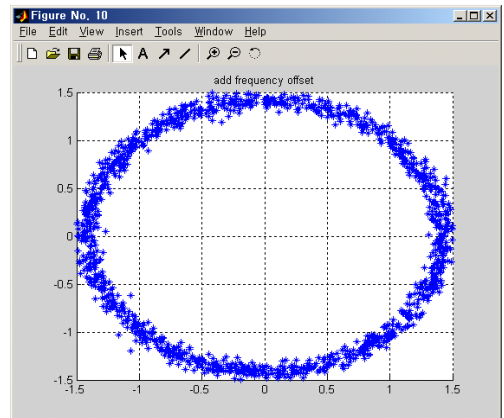 Figure No. 10
File Edit View Insert Tools Window Help
A
add frequency offset
1.5
1
0.5
0
-0.5
-1
-1.5
-1.5 -1 -0.5 0 0.5 1 1.5